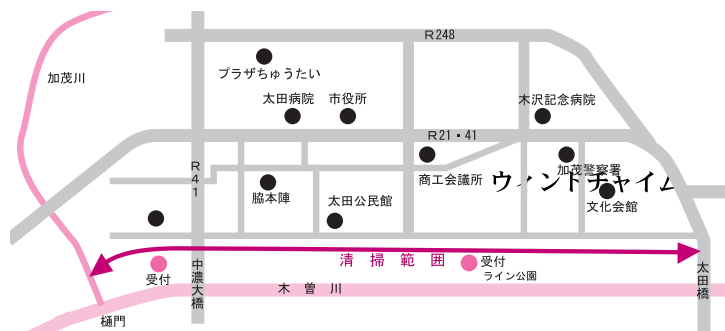 R248
加茂川
プラザちゅうたい
太田病院
市役所
木沢記念病院
R21・41
R41
商工会議所
加茂警察署
ウィンドチャイム
脇本陣
太田公民館
文化会館
清掃範囲
受付
中濃大橋
受付
ライン公園
太田橋
木曽川
樋門